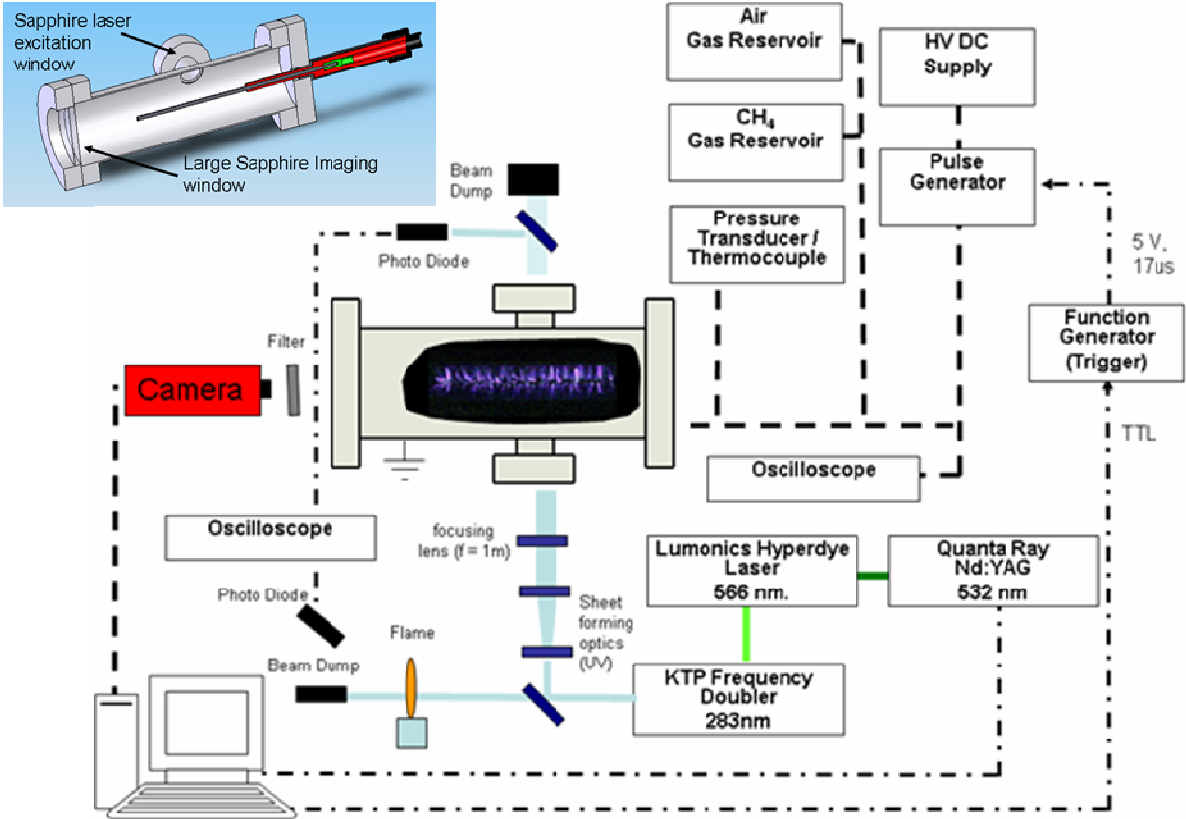 Sapphire laser
excitation
window
Large Sapphire Imaging
window
Air
Gas Reservoir
HV DC
Supply
CH₄
Gas Reservoir
Pulse
Generator
Beam
Dump
Pressure
Transducer /
Thermocouple
Photo Diode
5 V,
17us
Function
Generator
(Trigger)
Filter
Camera
TTL
Oscilloscope
Oscilloscope
focusing
lens (f = 1m)
Lumonics Hyperdye
Laser
566 nm.
Quanta Ray
Nd:YAG
532 nm
Photo Diode
Sheet
forming
optics
(UV)
Flame
Beam Dump
KTP Frequency
Doubler
283nm